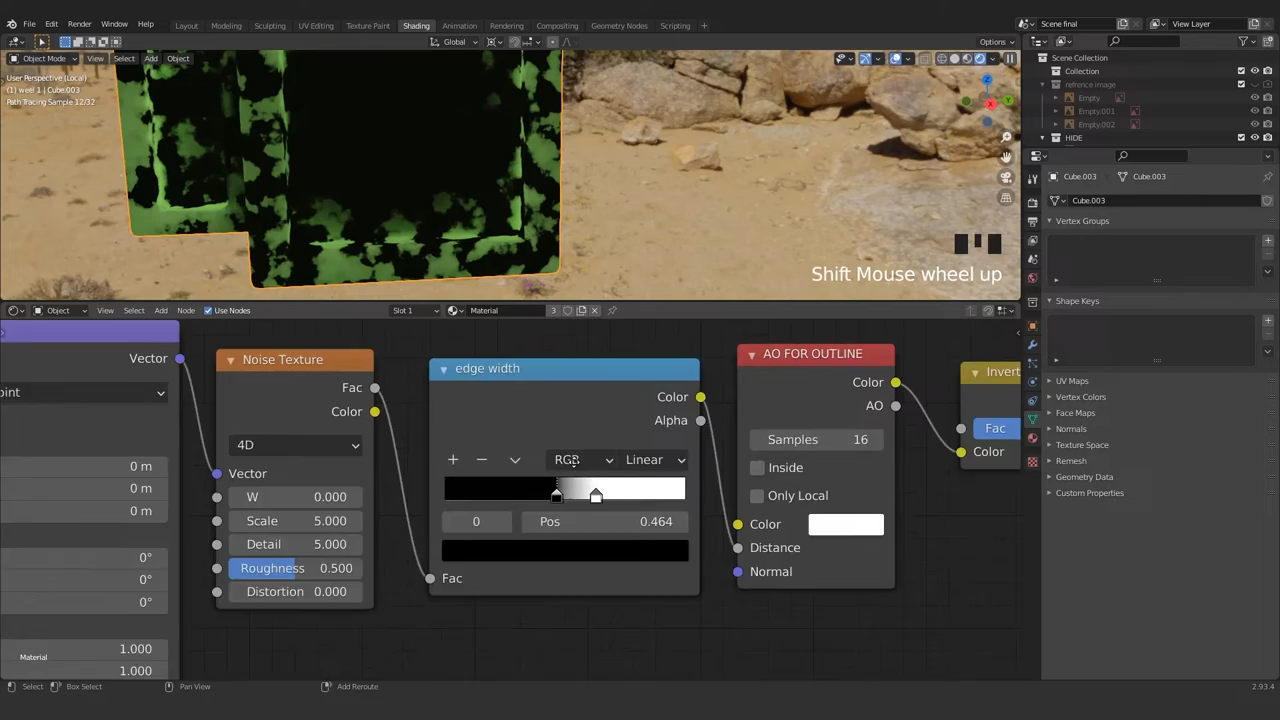 File Edit Render Window Help Layout Modeling Sculpting UV Editing Texture Paint Shading Animation Rendering Compositing Geometry Nodes Scripting Scene final View Layer
Global Options
Object Mode View Select Add Object
User Perspective (Local)
(1) weel 1 | Cube.003
Path Tracing Sample 12/32
Shift Mouse wheel up
Scene Collection
Collection
refrence image
Empty
Empty.001
Empty.002
HIDE
Cube.003 Cube.003
Cube.003
Vertex Groups
Shape Keys
UV Maps
Vertex Colors
Face Maps
Normals
Texture Space
Remesh
Geometry Data
Custom Properties
Object View Select Add Node Use Nodes Slot 1 Material 3
Vector
oint
0 m
0 m
0 m
0°
0°
0°
1.000
1.000
Material
Noise Texture
Fac
Color
4D
Vector
W 0.000
Scale 5.000
Detail 5.000
Roughness 0.500
Distortion 0.000
edge width
Color
Alpha
RGB Linear
0 Pos 0.464
Fac
AO FOR OUTLINE
Color
AO
Samples 16
Inside
Only Local
Color
Distance
Normal
Invert
Fac
Color
Select Box Select Pan View Add Reroute 2.93.4